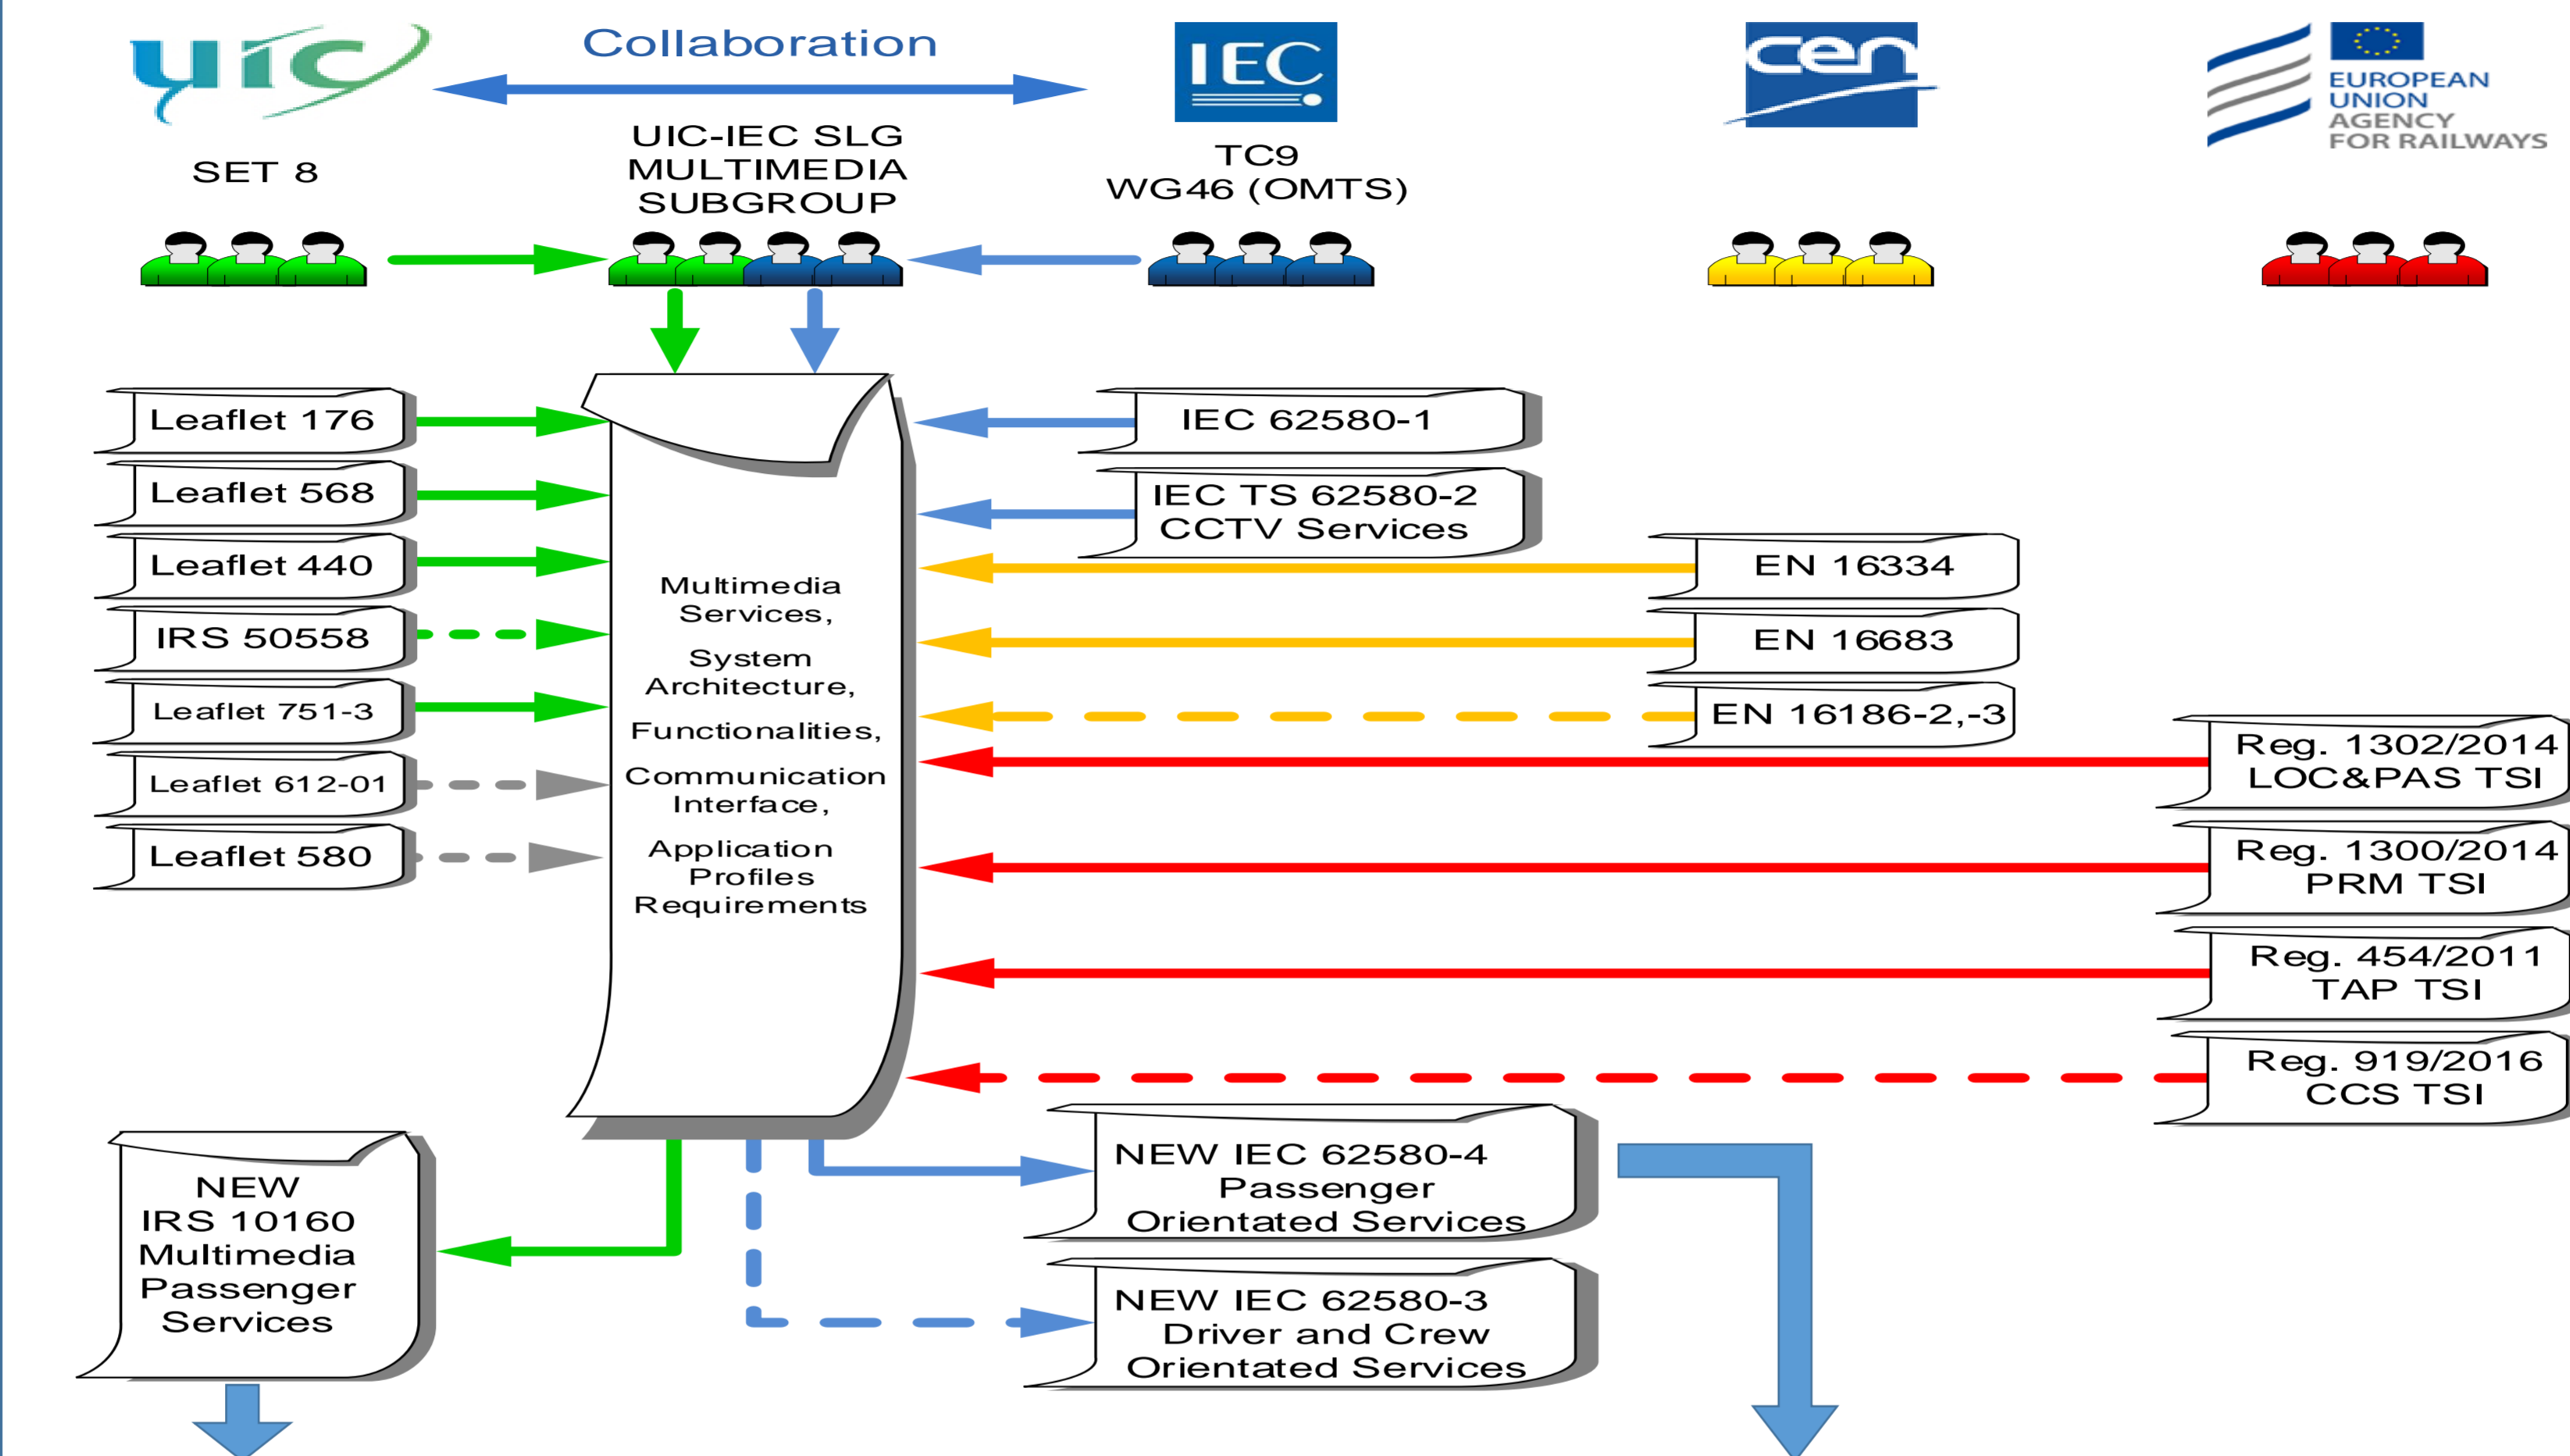 uic
Collaboration
IEC
cen
EUROPEAN
UNION
AGENCY
FOR RAILWAYS
SET 8
UIC-IEC SLG
MULTIMEDIA
SUBGROUP
TC9
WG46 (OMTS)
Leaflet 176
Leaflet 568
Leaflet 440
IRS 50558
Leaflet 751-3
Leaflet 612-01
Leaflet 580
Multimedia
Services,
System
Architecture,
Functionalities,
Communication
Interface,
Application
Profiles
Requirements
IEC 62580-1
IEC TS 62580-2
CCTV Services
EN 16334
EN 16683
EN 16186-2,-3
Reg. 1302/2014
LOC&PAS TSI
Reg. 1300/2014
PRM TSI
Reg. 454/2011
TAP TSI
Reg. 919/2016
CCS TSI
NEW
IRS 10160
Multimedia
Passenger
Services
NEW IEC 62580-4
Passenger
Orientated Services
NEW IEC 62580-3
Driver and Crew
Orientated Services